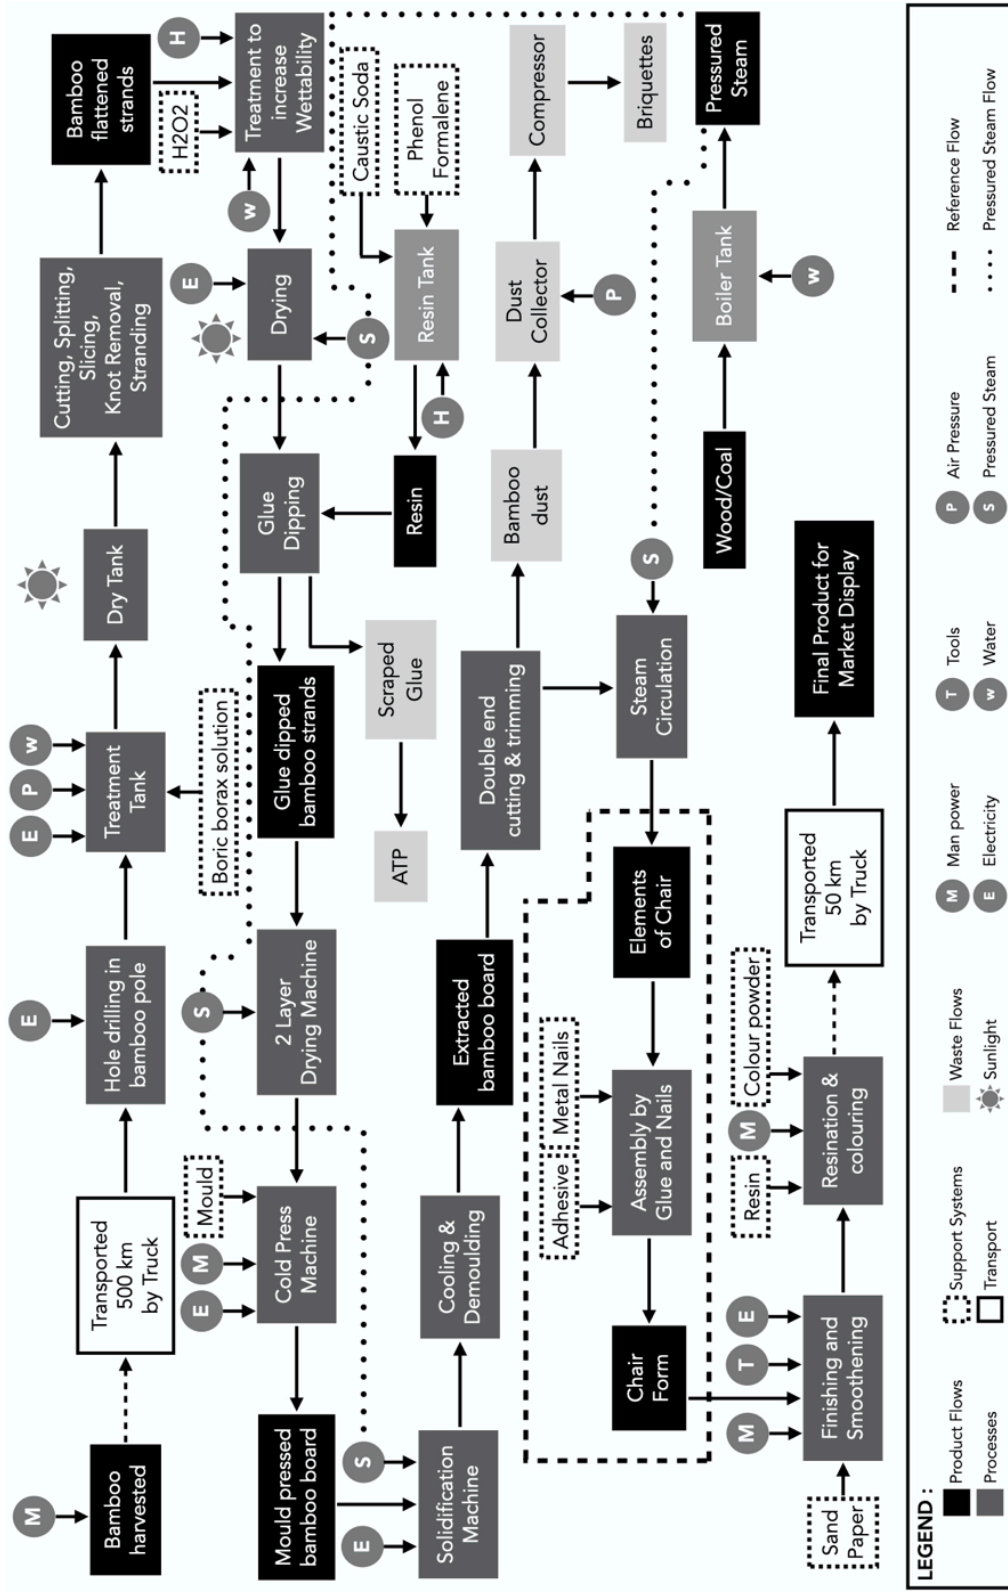 M
Bamboo
harvested
Transported
500 km
by Truck
E
Hole drilling in
bamboo pole
E
P
w
Treatment
Tank
Boric borax solution
Dry Tank
Cutting, Splitting,
Slicing,
Knot Removal,
Stranding
Bamboo
flattened
strands
H
H2O2
w
Treatment to
increase
Wettability
E
Drying
S
Caustic Soda
Phenol
Formalene
Resin Tank
H
Resin
Glue
Dipping
Scraped
Glue
ATP
Glue dipped
bamboo strands
S
2 Layer
Drying Machine
Mould
M
E
Cold Press
Machine
Mould pressed
bamboo board
E
S
Solidification
Machine
Cooling &
Demoulding
Extracted
bamboo board
Double end
cutting & trimming
Bamboo
dust
Dust
Collector
P
Compressor
Briquettes
Pressured
Steam
Boiler Tank
w
Wood/Coal
S
Steam
Circulation
Elements
of Chair
Metal Nails
Adhesive
Assembly by
Glue and Nails
Chair
Form
M
T
E
Sand
Paper
Finishing and
Smoothening
Resin
M
Colour powder
Resination &
colouring
Transported
50 km
by Truck
Final Product for
Market Display
LEGEND :
Product Flows
Support Systems
Waste Flows
M Man power
T Tools
P Air Pressure
Reference Flow
Processes
Transport
Sunlight
E Electricity
w Water
S Pressured Steam
Pressured Steam Flow